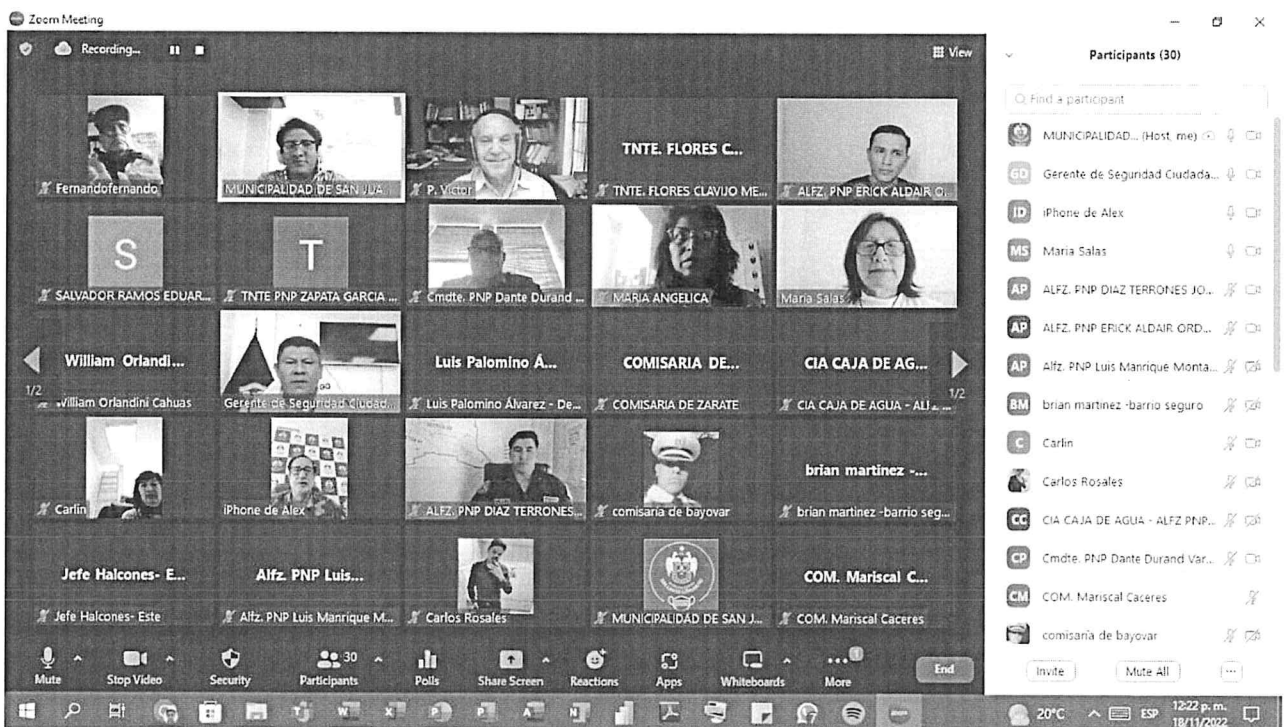 Zoom Meeting
Recording...
View
Fernandofernando
MUNICIPALIDAD DE SAN JUA...
P. Victor
TNTE. FLORES C...
TNTE. FLORES CLAVIJO ME...
ALFZ. PNP ERICK ALDAIR O...
S
SALVADOR RAMOS EDUAR...
T
TNTE PNP ZAPATA GARCIA ...
Cmdte. PNP Dante Durand ...
MARIA ANGELICA
Maria Salas
William Orlandi...
William Orlandini Cahuas
Gerente de Seguridad Ciudad...
Luis Palomino Á...
Luis Palomino Álvarez - De...
COMISARIA DE...
COMISARIA DE ZARATE
CIA CAJA DE AG...
CIA CAJA DE AGUA - ALFZ ...
1/2
1/2
Carlin
iPhone de Alex
ALFZ. PNP DIAZ TERRONES...
comisaria de bayovar
brian martinez -...
brian martinez -barrio seg...
Jefe Halcones- E...
Jefe Halcones- Este
Alfz. PNP Luis...
Alfz. PNP Luis Manrique M...
Carlos Rosales
MUNICIPALIDAD DE SAN J...
COM. Mariscal C...
COM. Mariscal Caceres
Mute
Stop Video
Security
30
Participants
Polls
Share Screen
Reactions
Apps
Whiteboards
1
More
End
Participants (30)
Find a participant
MUNICIPALIDAD... (Host, me)
GD Gerente de Seguridad Ciudada...
ID iPhone de Alex
MS Maria Salas
AP ALFZ. PNP DIAZ TERRONES JO...
AP ALFZ. PNP ERICK ALDAIR ORD...
AP Alfz. PNP Luis Manrique Monta...
BM brian martinez -barrio seguro
C Carlin
Carlos Rosales
CC CIA CAJA DE AGUA - ALFZ PNP...
CP Cmdte. PNP Dante Durand Var...
CM COM. Mariscal Caceres
comisaria de bayovar
Invite
Mute All
...
20°C
ESP
12:22 p. m.
18/11/2022